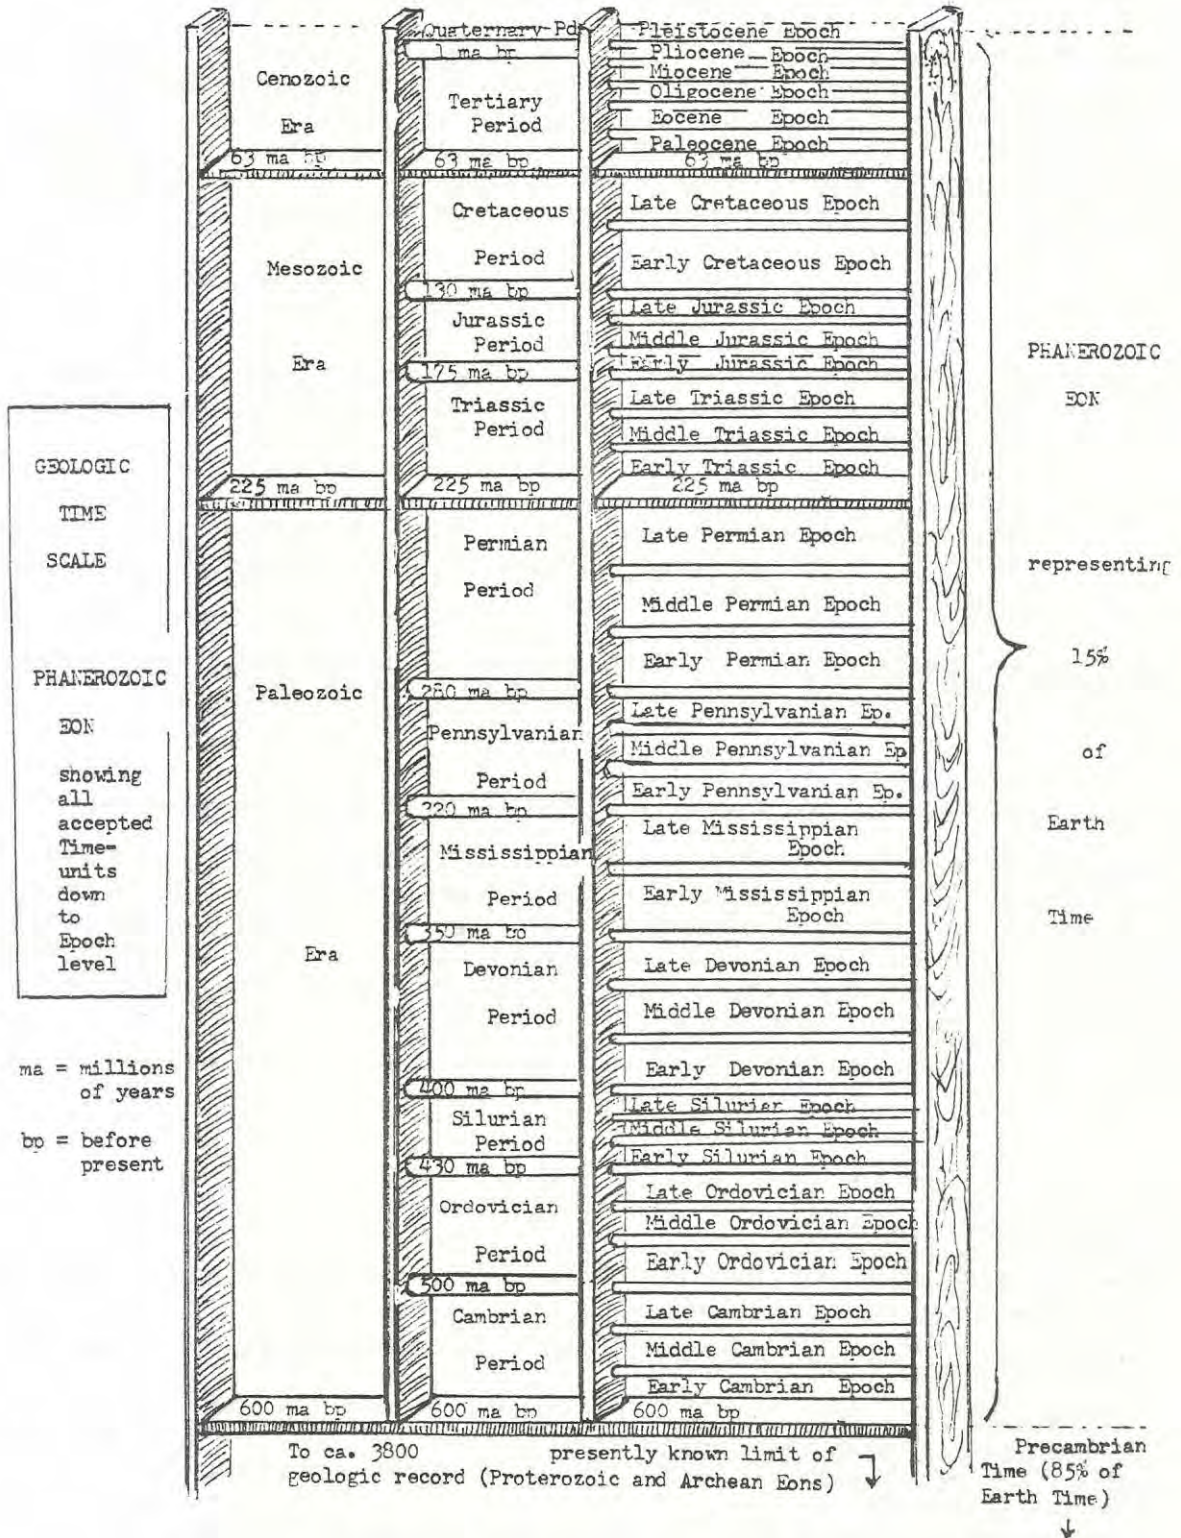 GEOLOGIC
TIME
SCALE
PHANEROZOIC
EON
showing
all
accepted
Time-
units
down
to
Epoch
level
ma = millions
of years
bp = before
present
Cenozoic
Era
63 ma bp
Mesozoic
Era
225 ma bp
Paleozoic
Era
600 ma bp
Quaternary Pd
1 ma bp
Tertiary
Period
63 ma bp
Cretaceous
Period
130 ma bp
Jurassic
Period
175 ma bp
Triassic
Period
225 ma bp
Permian
Period
280 ma bp
Pennsylvanian
Period
320 ma bp
Mississippian
Period
350 ma bp
Devonian
Period
400 ma bp
Silurian
Period
430 ma bp
Ordovician
Period
500 ma bp
Cambrian
Period
600 ma bp
Pleistocene Epoch
Pliocene Epoch
Miocene Epoch
Oligocene Epoch
Eocene Epoch
Paleocene Epoch
63 ma bp
Late Cretaceous Epoch
Early Cretaceous Epoch
Late Jurassic Epoch
Middle Jurassic Epoch
Early Jurassic Epoch
Late Triassic Epoch
Middle Triassic Epoch
Early Triassic Epoch
225 ma bp
Late Permian Epoch
Middle Permian Epoch
Early Permian Epoch
Late Pennsylvanian Ep.
Middle Pennsylvanian Ep
Early Pennsylvanian Ep.
Late Mississippian
Epoch
Early Mississippian
Epoch
Late Devonian Epoch
Middle Devonian Epoch
Early Devonian Epoch
Late Silurian Epoch
Middle Silurian Epoch
Early Silurian Epoch
Late Ordovician Epoch
Middle Ordovician Epoch
Early Ordovician Epoch
Late Cambrian Epoch
Middle Cambrian Epoch
Early Cambrian Epoch
600 ma bp
PHANEROZOIC
EON
representing
15%
of
Earth
Time
To ca. 3800 presently known limit of
geologic record (Proterozoic and Archean Eons)
Precambrian
Time (85% of
Earth Time)